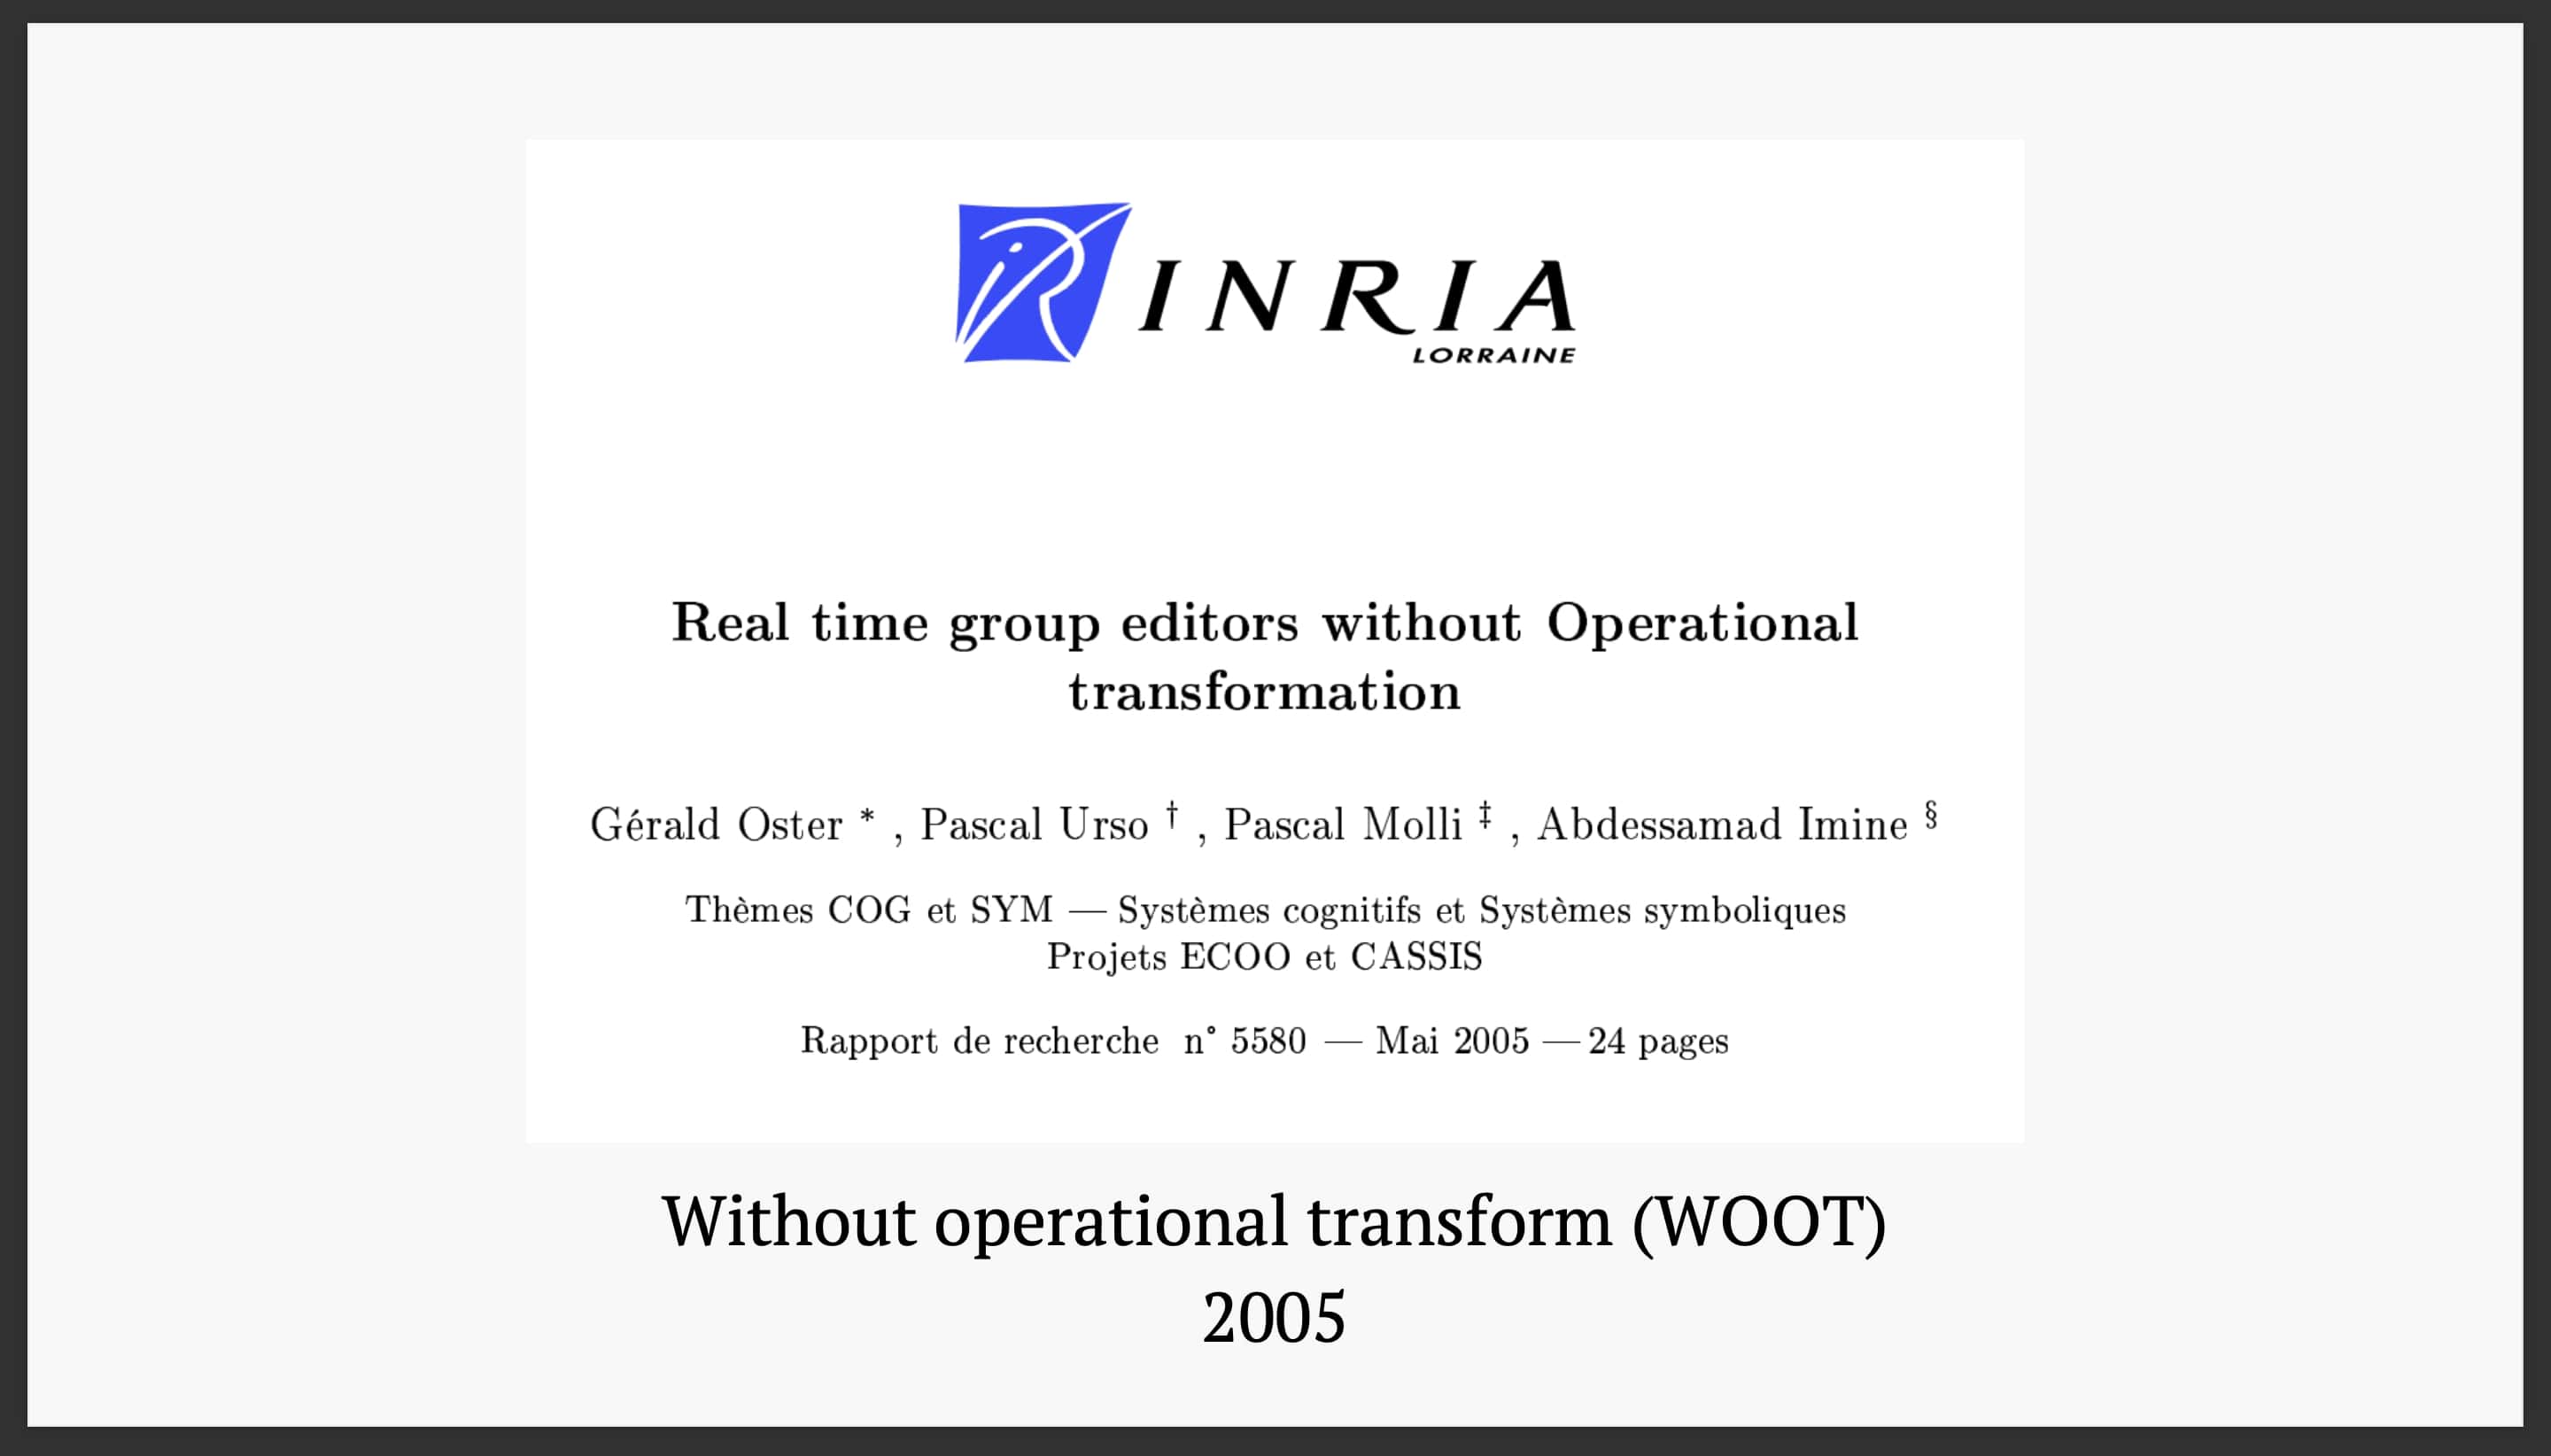 INRIA
LORRAINE
Real time group editors without Operational
transformation
Gérald Oster * , Pascal Urso † , Pascal Molli ‡ , Abdessamad Imine §
Thèmes COG et SYM — Systèmes cognitifs et Systèmes symboliques
Projets ECOO et CASSIS
Rapport de recherche n° 5580 — Mai 2005 — 24 pages
Without operational transform (WOOT)
2005